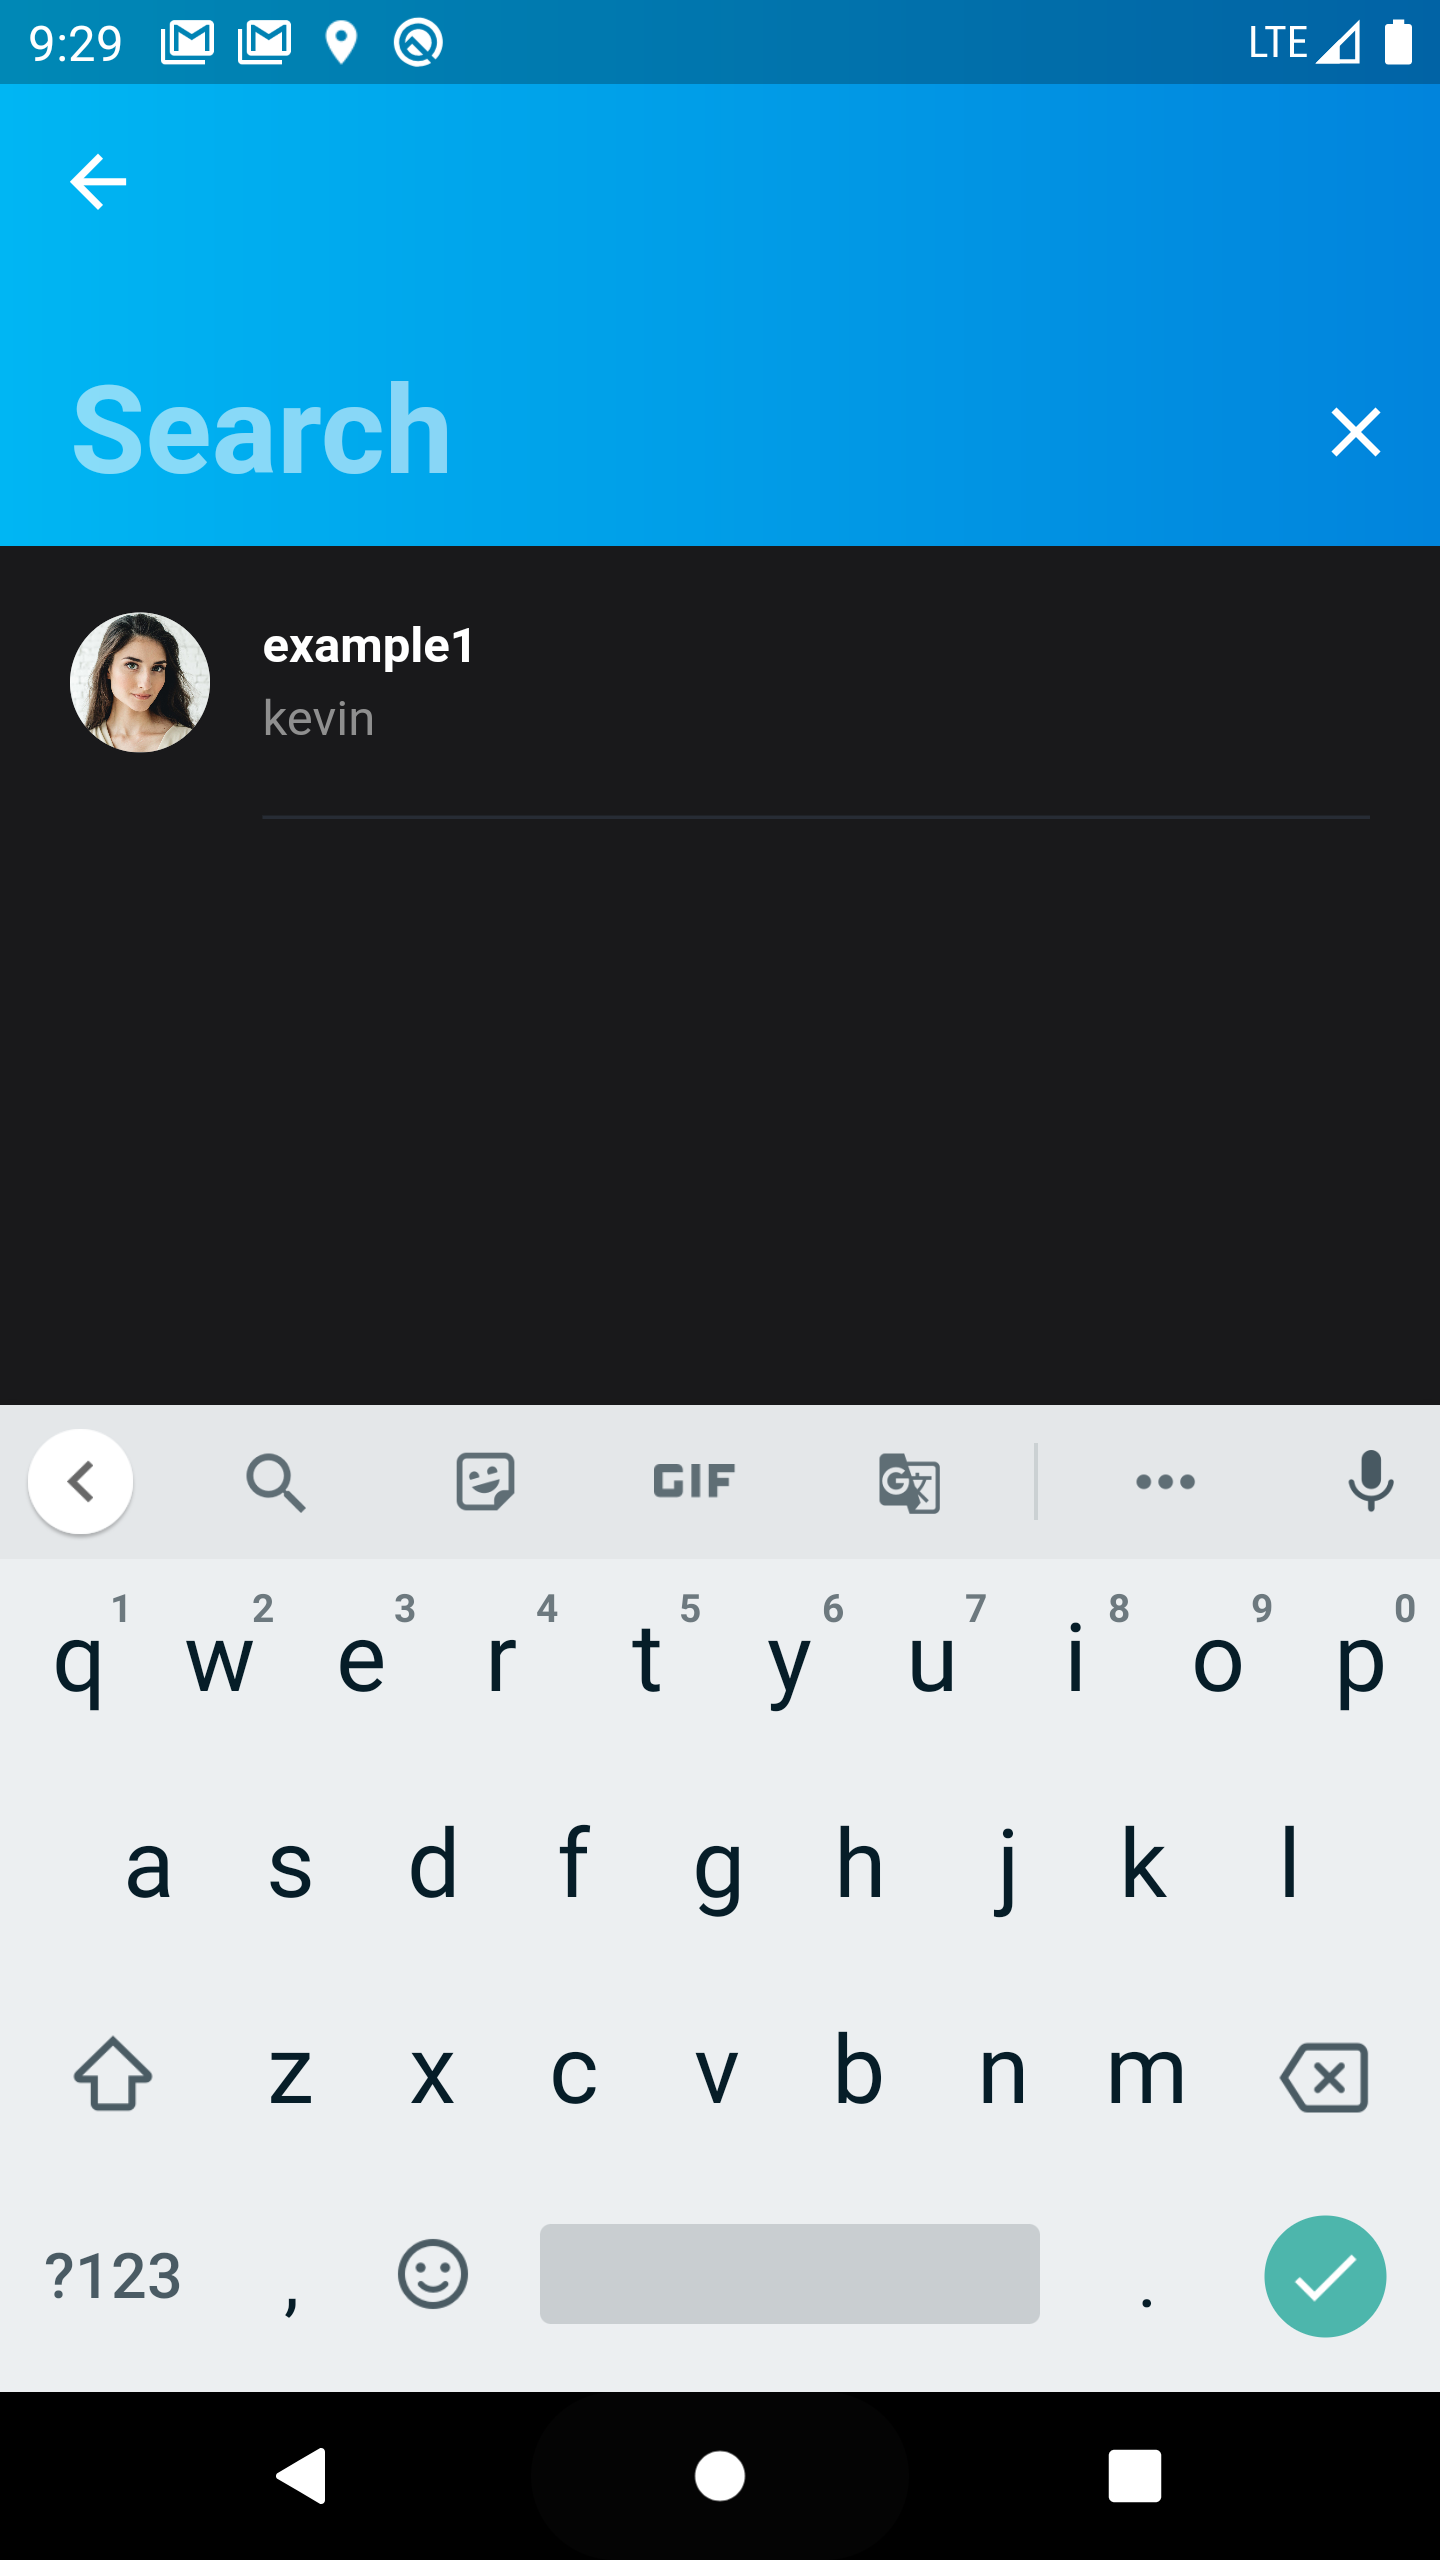 9:29 LTE
Search
example1
kevin
GIF
1 2 3 4 5 6 7 8 9 0
q w e r t y u i o p
a s d f g h j k l
z x c v b n m
?123 , .